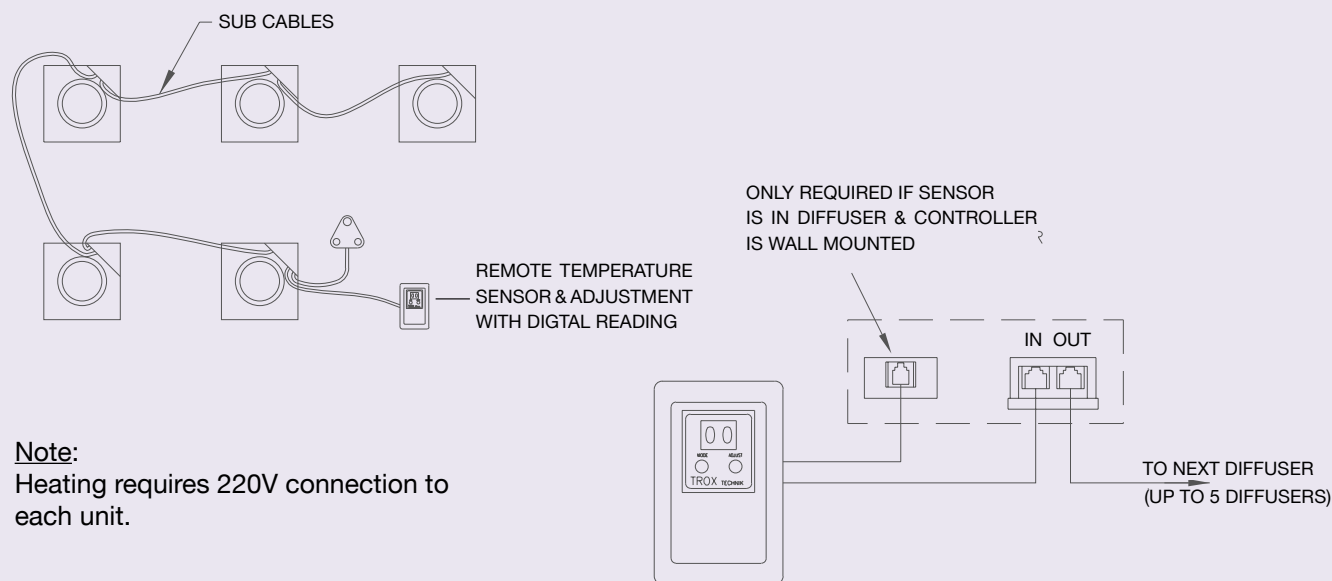 SUB CABLES
ONLY REQUIRED IF SENSOR
IS IN DIFFUSER & CONTROLLER
IS WALL MOUNTED
REMOTE TEMPERATURE
SENSOR & ADJUSTMENT
WITH DIGTAL READING
IN OUT
00
MODE ADJUST
TROX TECHNIK
TO NEXT DIFFUSER
(UP TO 5 DIFFUSERS)
Note:
Heating requires 220V connection to
each unit.